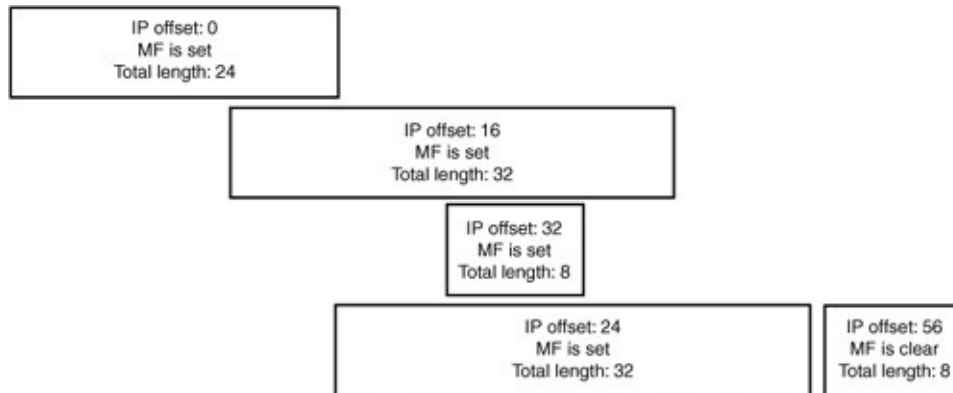 IP offset: 0
MF is set
Total length: 24
IP offset: 16
MF is set
Total length: 32
IP offset: 32
MF is set
Total length: 8
IP offset: 24
MF is set
Total length: 32
IP offset: 56
MF is clear
Total length: 8